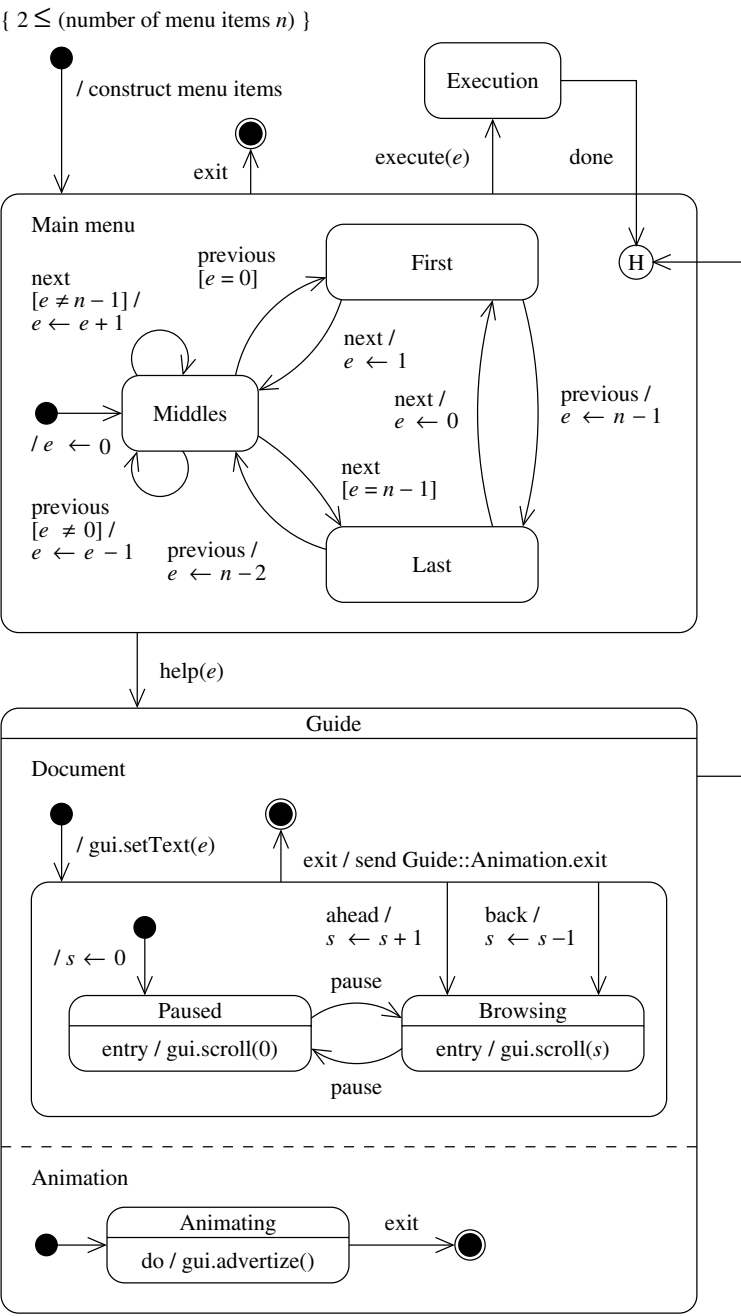 { 2 ≤ (number of menu items n) }
/ construct menu items
Execution
exit
execute(e)
done
Main menu
H
First
previous
[e = 0]
next
[e ≠ n − 1] /
e ← e + 1
next /
e ← 1
Middles
/ e ← 0
next /
e ← 0
previous /
e ← n − 1
next
[e = n − 1]
previous
[e ≠ 0] /
e ← e − 1
previous /
e ← n − 2
Last
help(e)
Guide
Document
/ gui.setText(e)
exit / send Guide::Animation.exit
ahead /
s ← s + 1
back /
s ← s −1
/ s ← 0
pause
Paused
entry / gui.scroll(0)
Browsing
entry / gui.scroll(s)
pause
Animation
Animating
do / gui.advertize()
exit